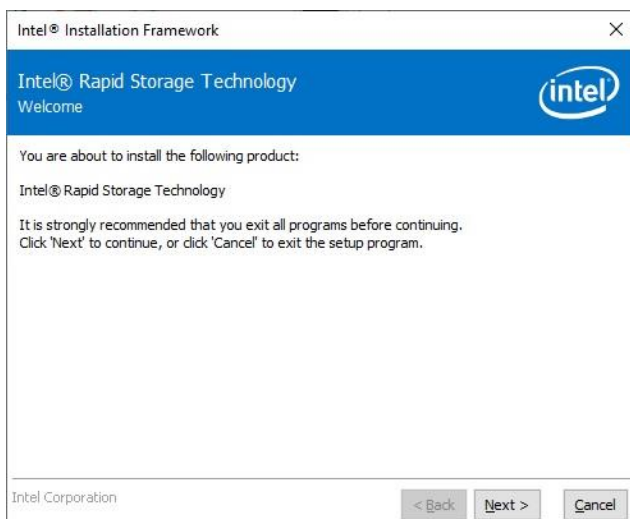 Intel® Installation Framework
Intel® Rapid Storage Technology
intel
Welcome
You are about to install the following product:
Intel® Rapid Storage Technology
It is strongly recommended that you exit all programs before continuing.
Click 'Next' to continue, or click 'Cancel' to exit the setup program.
Intel Corporation
< Back
Next >
Cancel